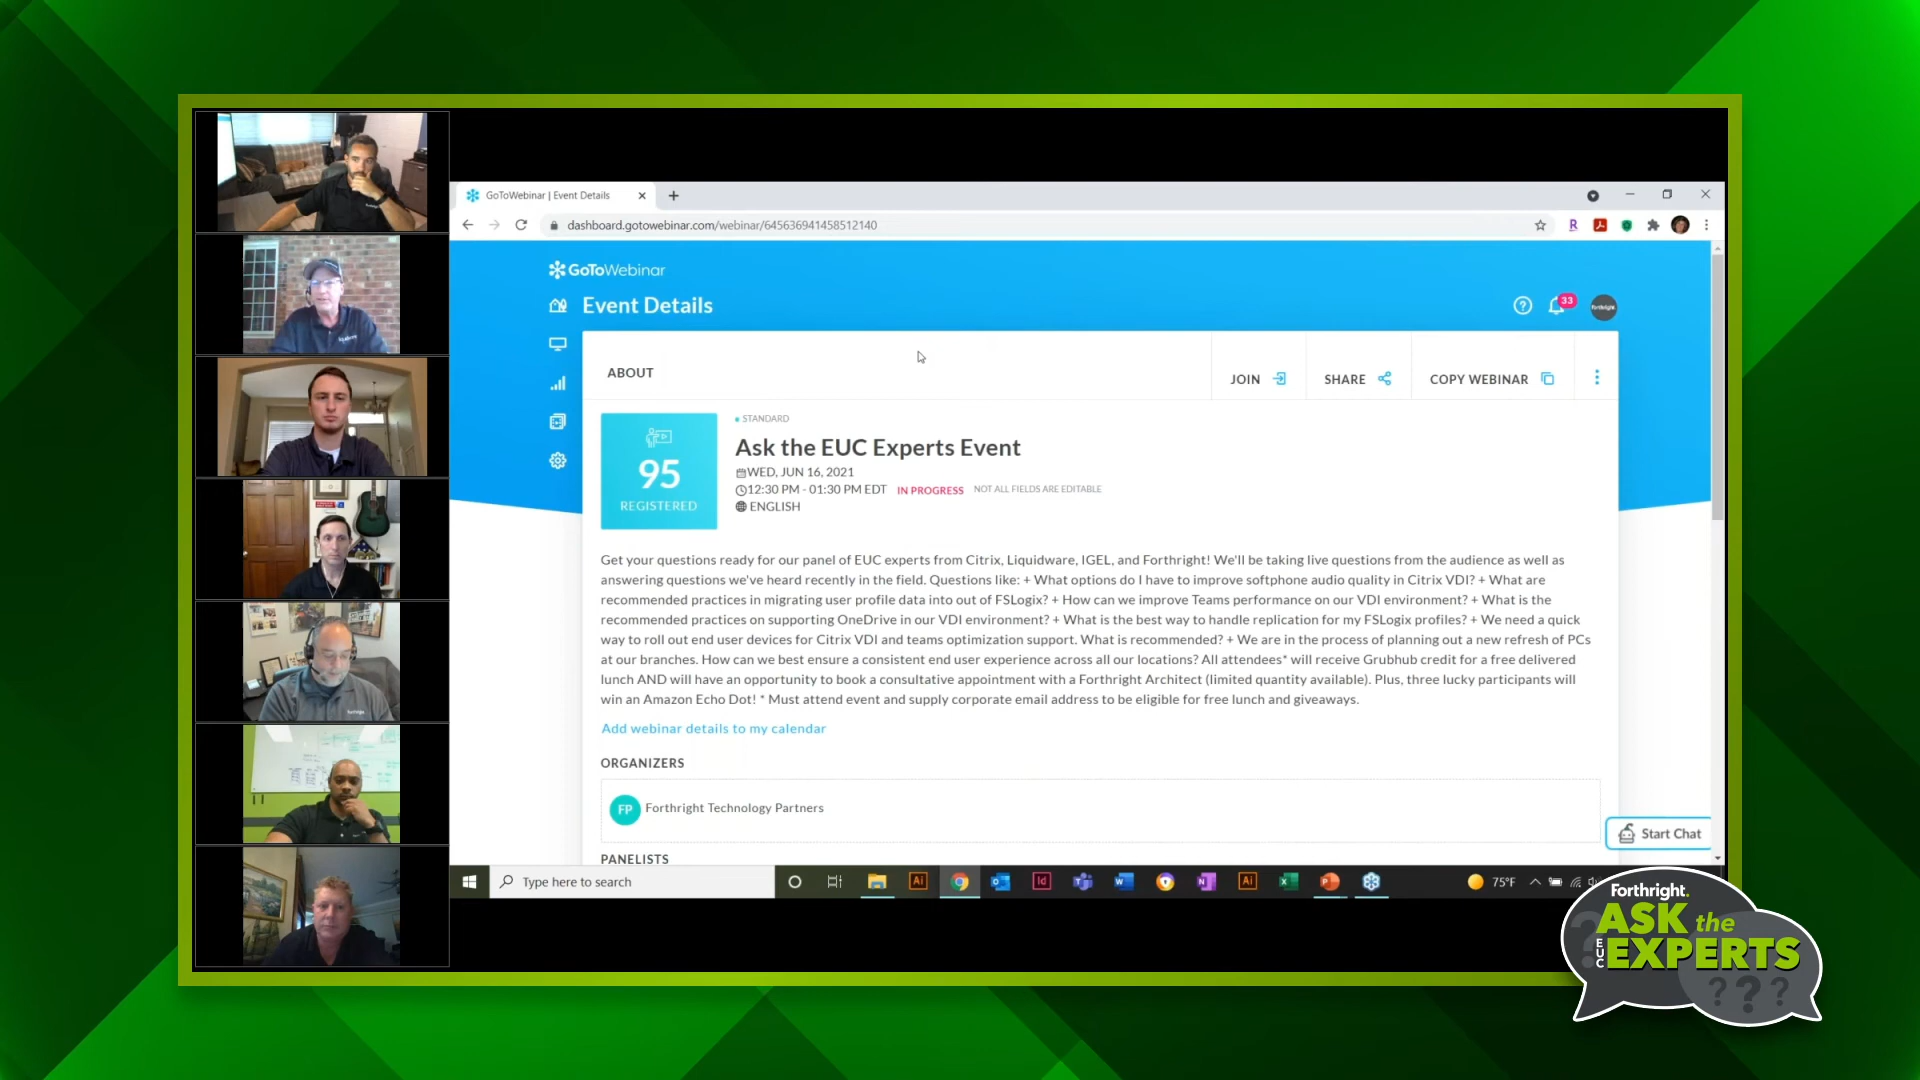 GoToWebinar | Event Details
dashboard.gotowebinar.com/webinar/645636941458512140
GoToWebinar
Event Details
33
ABOUT
JOIN
SHARE
COPY WEBINAR
95
REGISTERED
STANDARD
Ask the EUC Experts Event
WED, JUN 16, 2021
12:30 PM - 01:30 PM EDT IN PROGRESS NOT ALL FIELDS ARE EDITABLE
ENGLISH
Get your questions ready for our panel of EUC experts from Citrix, Liquidware, IGEL, and Forthright! We'll be taking live questions from the audience as well as
answering questions we've heard recently in the field. Questions like: + What options do I have to improve softphone audio quality in Citrix VDI? + What are
recommended practices in migrating user profile data into out of FSLogix? + How can we improve Teams performance on our VDI environment? + What is the
recommended practices on supporting OneDrive in our VDI environment? + What is the best way to handle replication for my FSLogix profiles? + We need a quick
way to roll out end user devices for Citrix VDI and teams optimization support. What is recommended? + We are in the process of planning out a new refresh of PCs
at our branches. How can we best ensure a consistent end user experience across all our locations? All attendees* will receive Grubhub credit for a free delivered
lunch AND will have an opportunity to book a consultative appointment with a Forthright Architect (limited quantity available). Plus, three lucky participants will
win an Amazon Echo Dot! * Must attend event and supply corporate email address to be eligible for free lunch and giveaways.
Add webinar details to my calendar
ORGANIZERS
FP Forthright Technology Partners
PANELISTS
Start Chat
Type here to search
75°F
Forthright.
ASK the
EUC EXPERTS
? ? ?